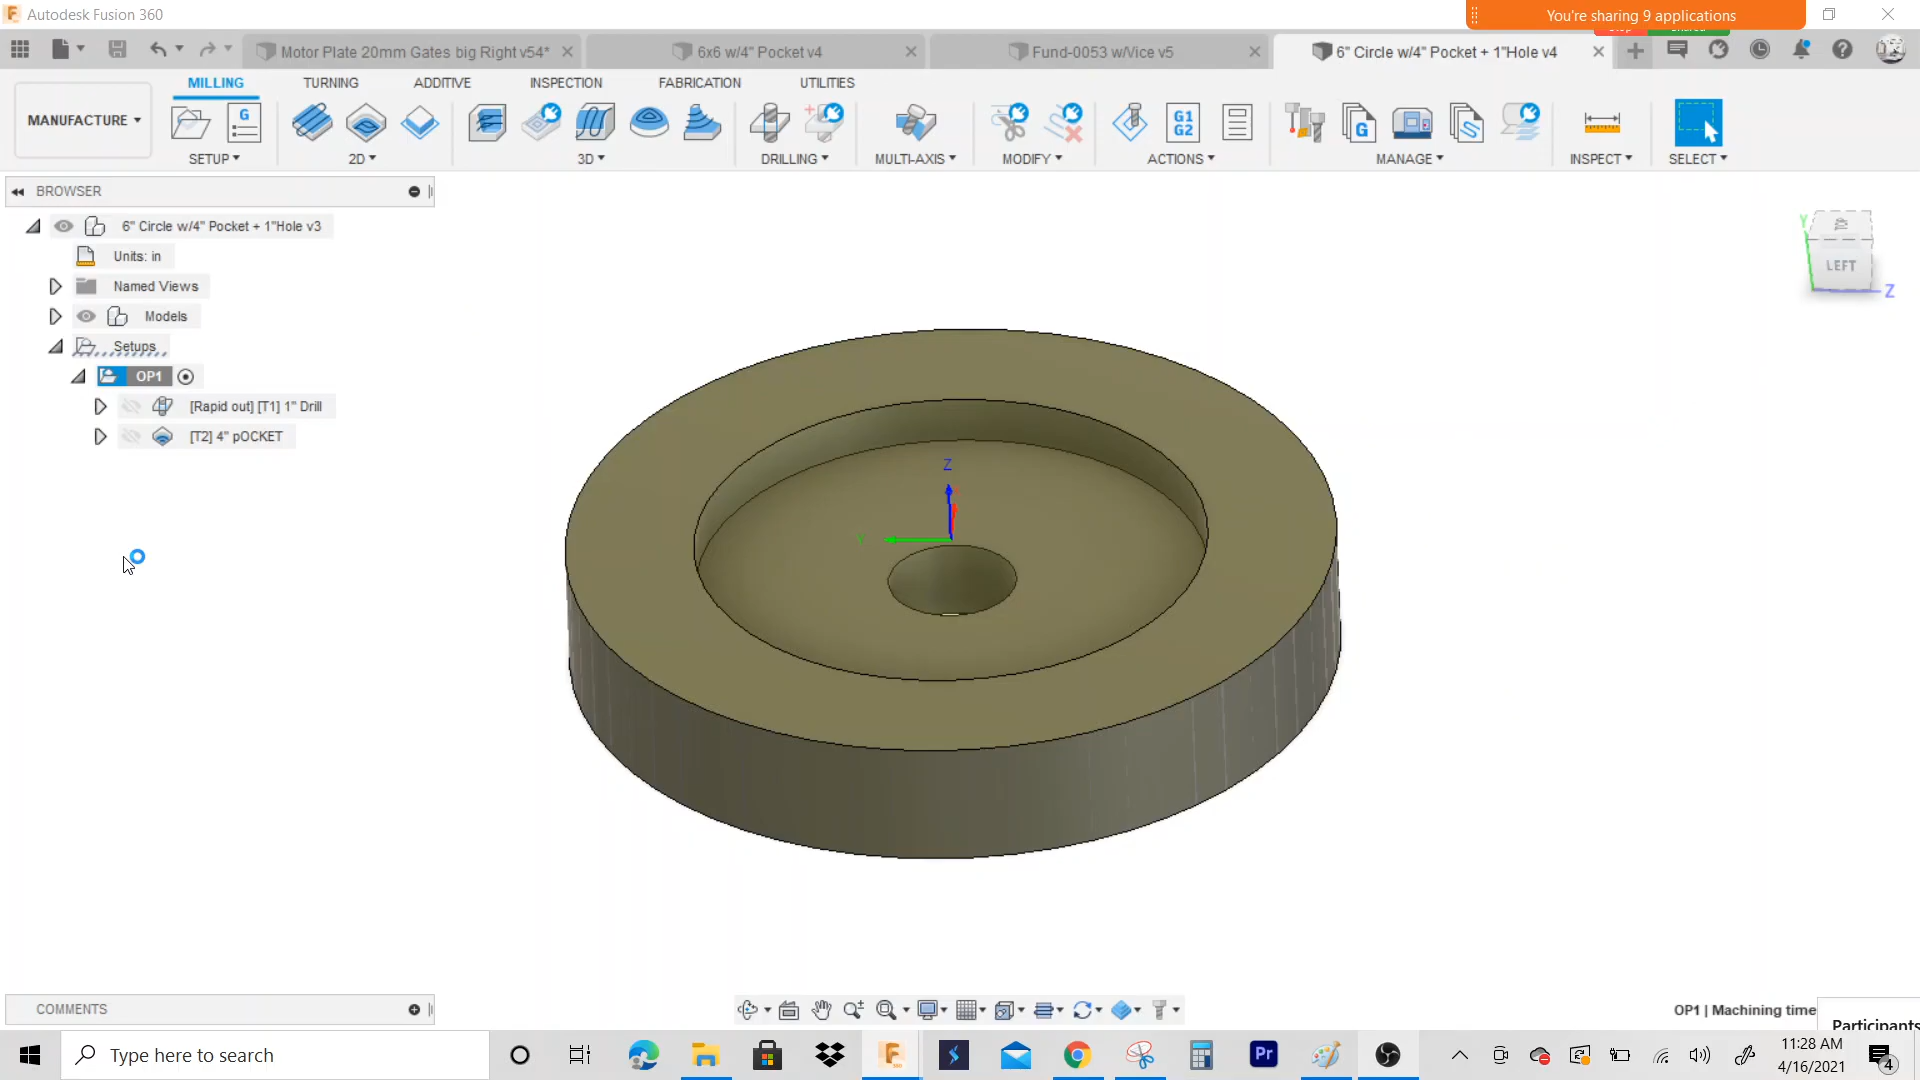 Autodesk Fusion 360
You're sharing 9 applications
Motor Plate 20mm Gates big Right v54*
6x6 w/4" Pocket v4
Fund-0053 w/Vice v5
6" Circle w/4" Pocket + 1"Hole v4
MILLING
TURNING
ADDITIVE
INSPECTION
FABRICATION
UTILITIES
MANUFACTURE
G
G1
G2
G
SETUP
2D
3D
DRILLING
MULTI-AXIS
MODIFY
ACTIONS
MANAGE
INSPECT
SELECT
BROWSER
6" Circle w/4" Pocket + 1"Hole v3
Units: in
Named Views
Models
Setups
OP1
[Rapid out] [T1] 1" Drill
[T2] 4" pOCKET
Y
LEFT
Z
Z
Y
COMMENTS
OP1 | Machining time
Participants
Type here to search
Pr
11:28 AM
4/16/2021
4